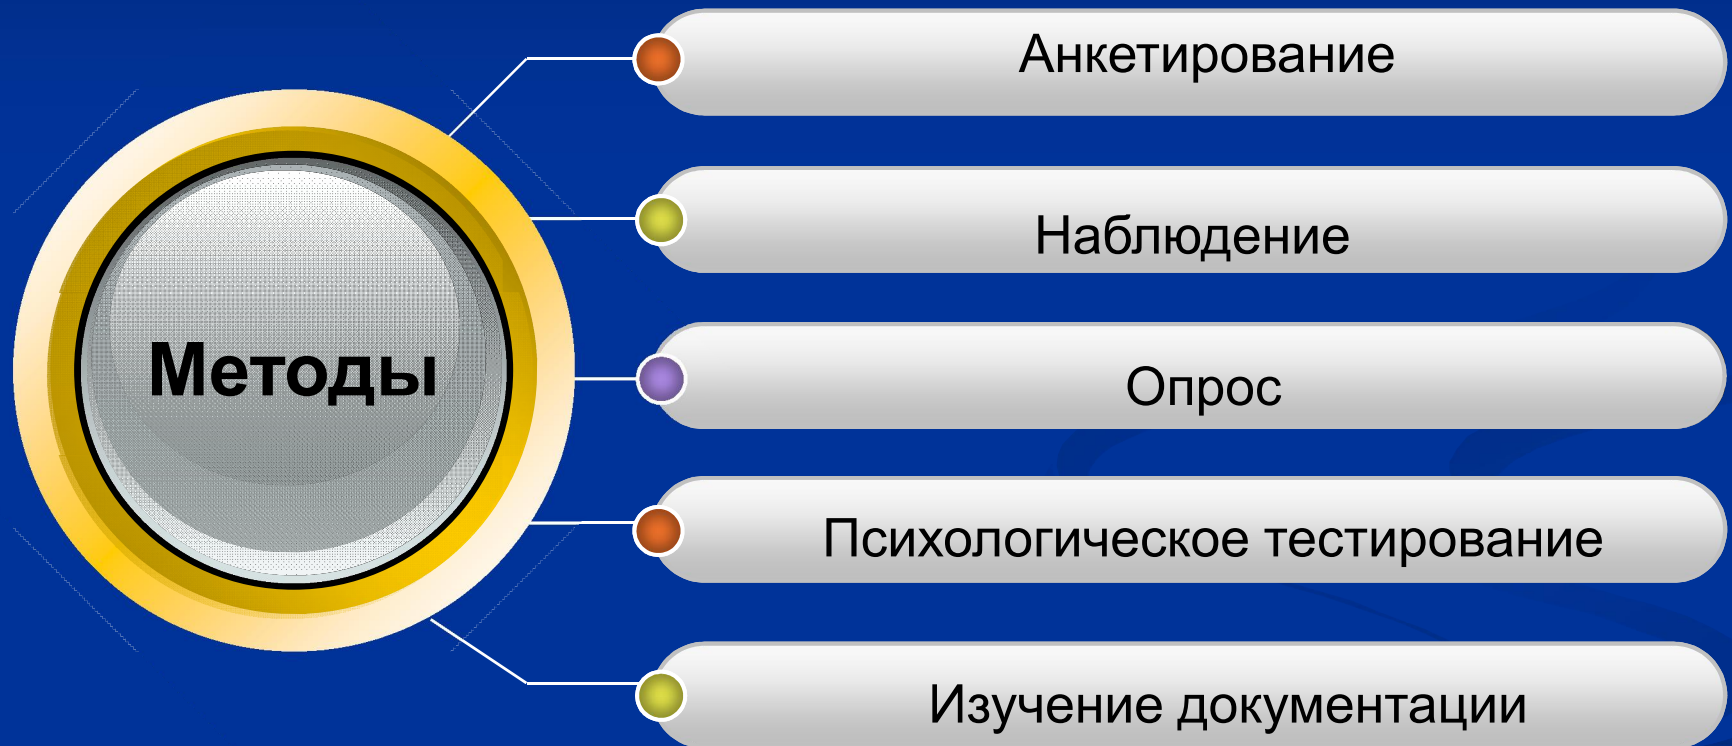 Методы
Анкетирование
Наблюдение
Опрос
Психологическое тестирование
Изучение документации